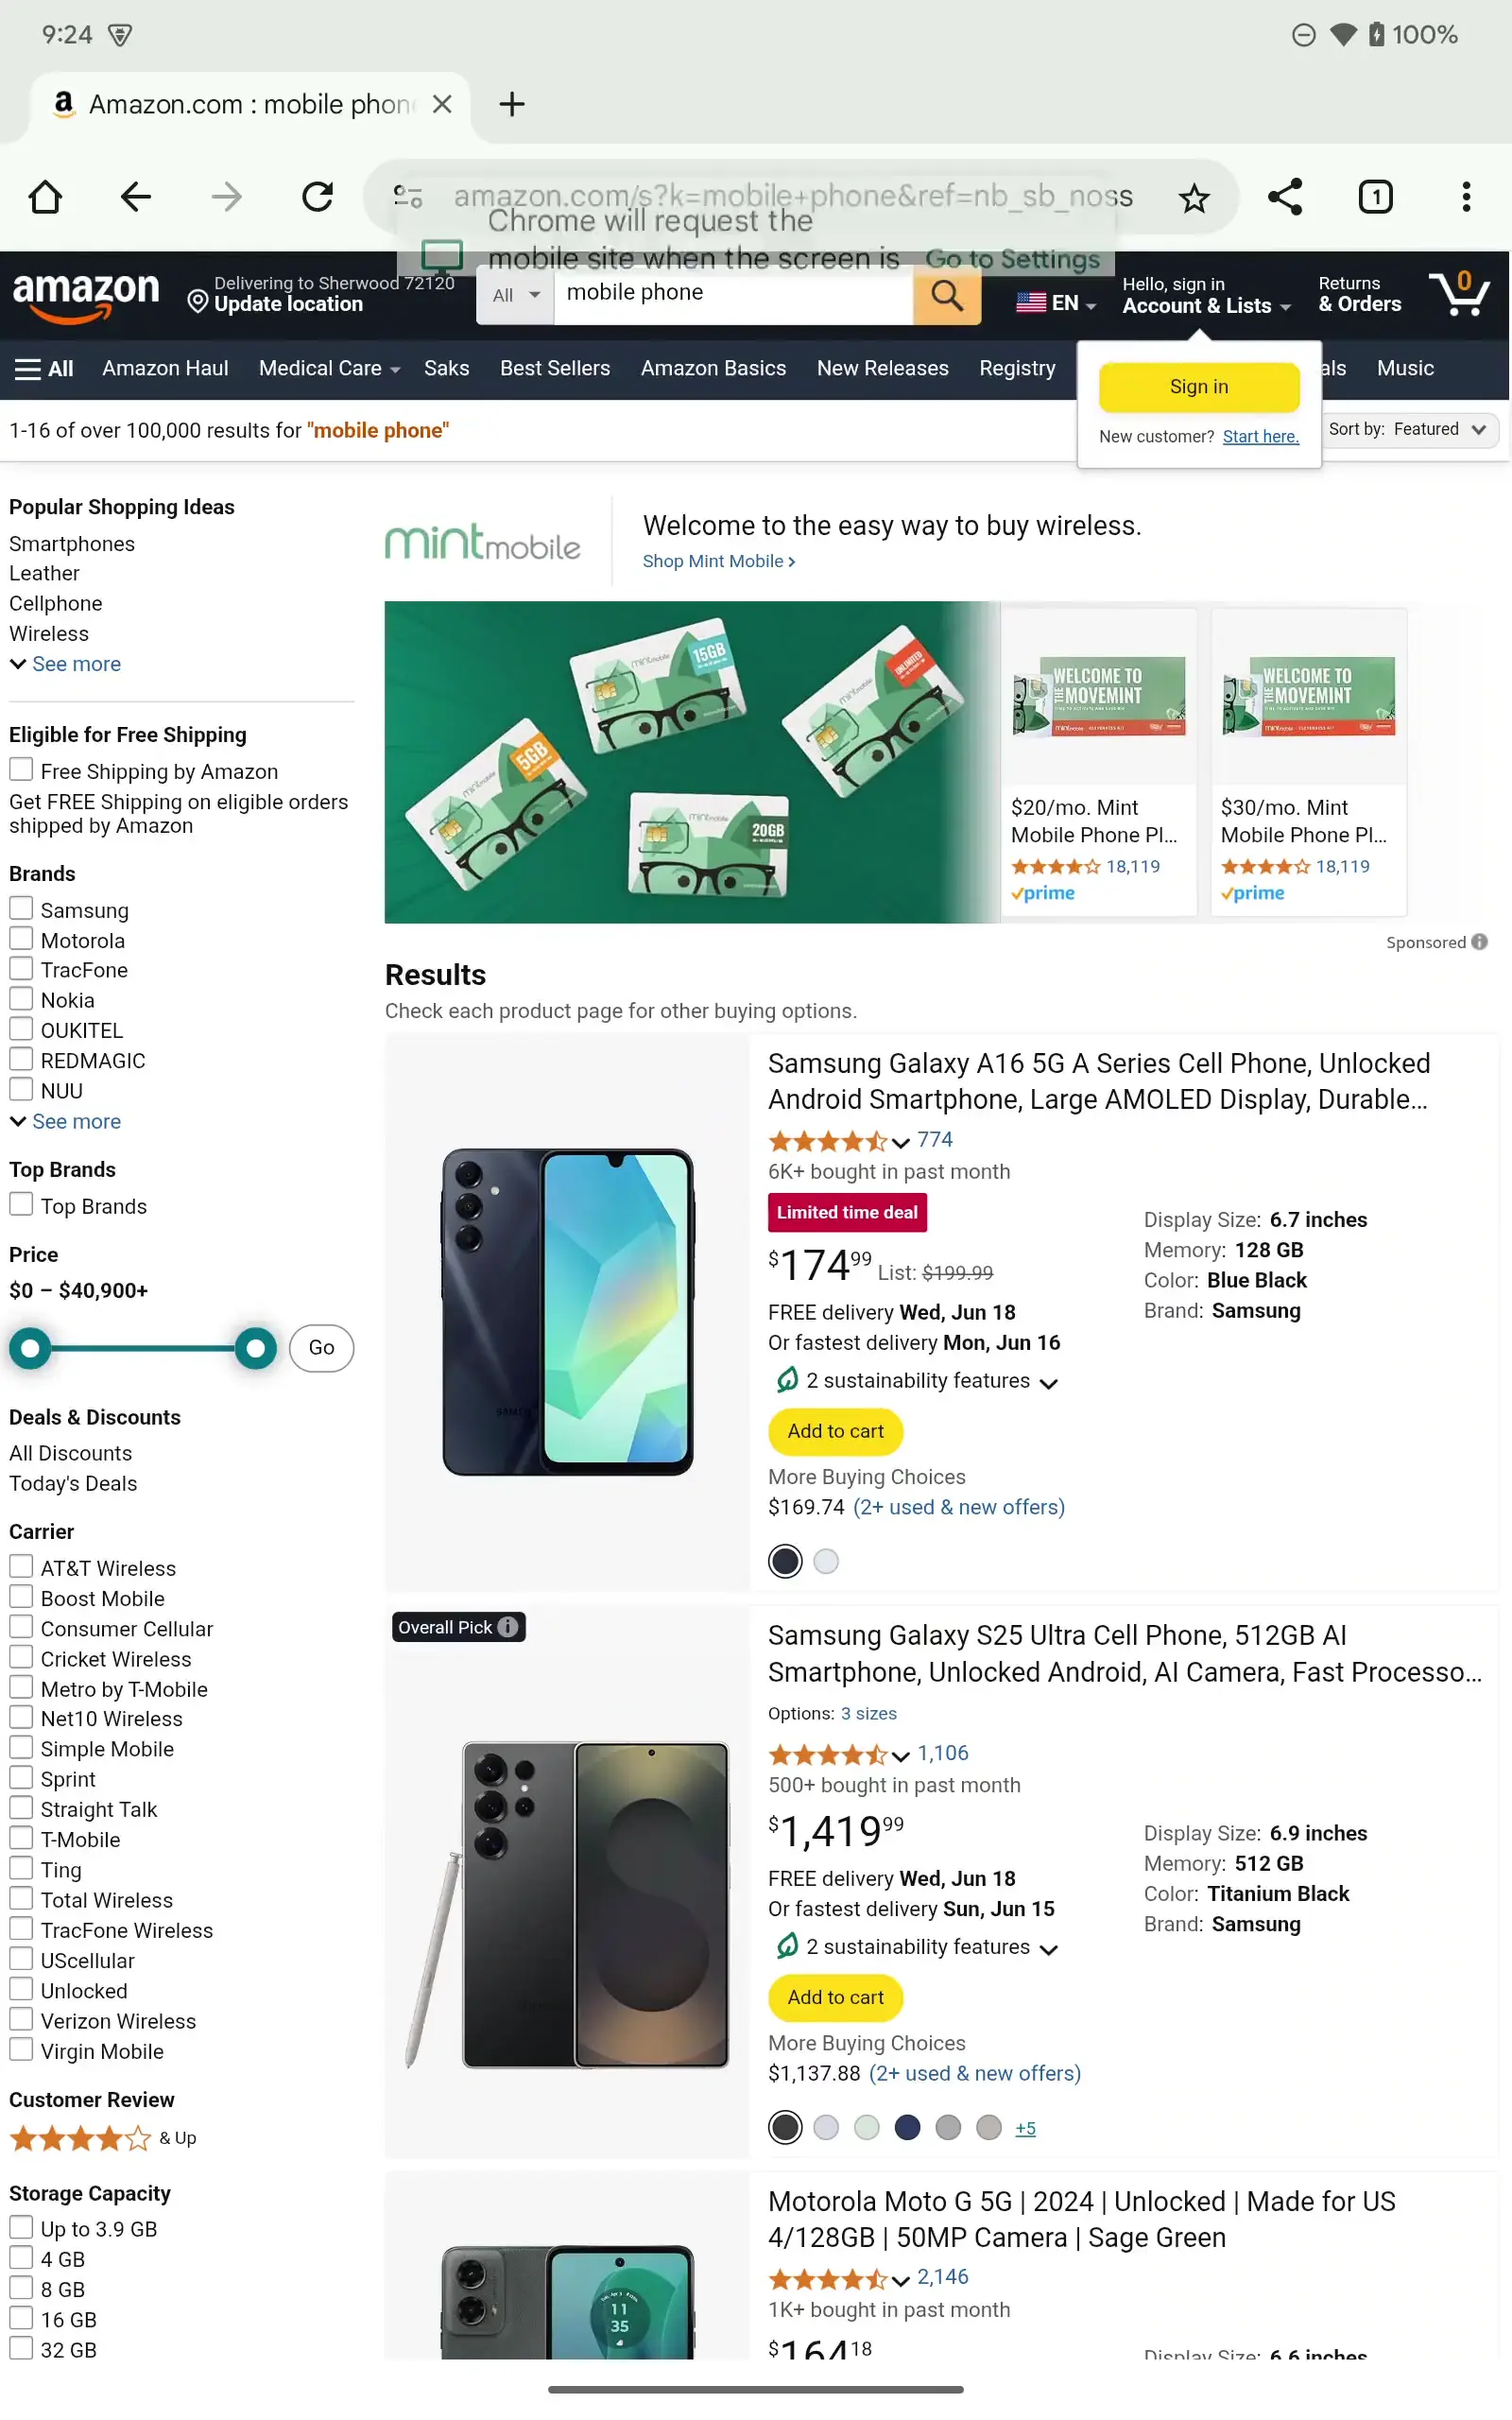 9:24
100%
Amazon.com : mobile phon
amazon.com/s?k=mobile+phone&ref=nb_sb_noss
1
Chrome will request the
mobile site when the screen is
Go to Settings
amazon
Delivering to Sherwood 72120
Update location
All
mobile phone
EN
Hello, sign in
Account & Lists
Returns
& Orders
0
All
Amazon Haul
Medical Care
Saks
Best Sellers
Amazon Basics
New Releases
Registry
als
Music
Sign in
New customer? Start here.
1-16 of over 100,000 results for "mobile phone"
Sort by: Featured
Popular Shopping Ideas
Smartphones
Leather
Cellphone
Wireless
See more
Eligible for Free Shipping
Free Shipping by Amazon
Get FREE Shipping on eligible orders
shipped by Amazon
Brands
Samsung
Motorola
TracFone
Nokia
OUKITEL
REDMAGIC
NUU
See more
Top Brands
Top Brands
Price
$0 – $40,900+
Go
Deals & Discounts
All Discounts
Today's Deals
Carrier
AT&T Wireless
Boost Mobile
Consumer Cellular
Cricket Wireless
Metro by T-Mobile
Net10 Wireless
Simple Mobile
Sprint
Straight Talk
T-Mobile
Ting
Total Wireless
TracFone Wireless
UScellular
Unlocked
Verizon Wireless
Virgin Mobile
Customer Review
& Up
Storage Capacity
Up to 3.9 GB
4 GB
8 GB
16 GB
32 GB
mint mobile
Welcome to the easy way to buy wireless.
Shop Mint Mobile
15GB
mint mobile
UNLIMITED
mint mobile
5GB
mint mobile
20GB
mint mobile
WELCOME TO
THE MOVEMINT
$20/mo. Mint
Mobile Phone Pl...
18,119
prime
WELCOME TO
THE MOVEMINT
$30/mo. Mint
Mobile Phone Pl...
18,119
prime
Sponsored
Results
Check each product page for other buying options.
Samsung Galaxy A16 5G A Series Cell Phone, Unlocked
Android Smartphone, Large AMOLED Display, Durable...
774
6K+ bought in past month
Limited time deal
$174.99 List: $199.99
FREE delivery Wed, Jun 18
Or fastest delivery Mon, Jun 16
2 sustainability features
Add to cart
More Buying Choices
$169.74 (2+ used & new offers)
Display Size: 6.7 inches
Memory: 128 GB
Color: Blue Black
Brand: Samsung
Overall Pick
Samsung Galaxy S25 Ultra Cell Phone, 512GB AI
Smartphone, Unlocked Android, AI Camera, Fast Processo...
Options: 3 sizes
1,106
500+ bought in past month
$1,419.99
FREE delivery Wed, Jun 18
Or fastest delivery Sun, Jun 15
2 sustainability features
Add to cart
More Buying Choices
$1,137.88 (2+ used & new offers)
+5
Display Size: 6.9 inches
Memory: 512 GB
Color: Titanium Black
Brand: Samsung
Motorola Moto G 5G | 2024 | Unlocked | Made for US
4/128GB | 50MP Camera | Sage Green
2,146
1K+ bought in past month
$164.18
Display Size: 6.6 inches
11
35